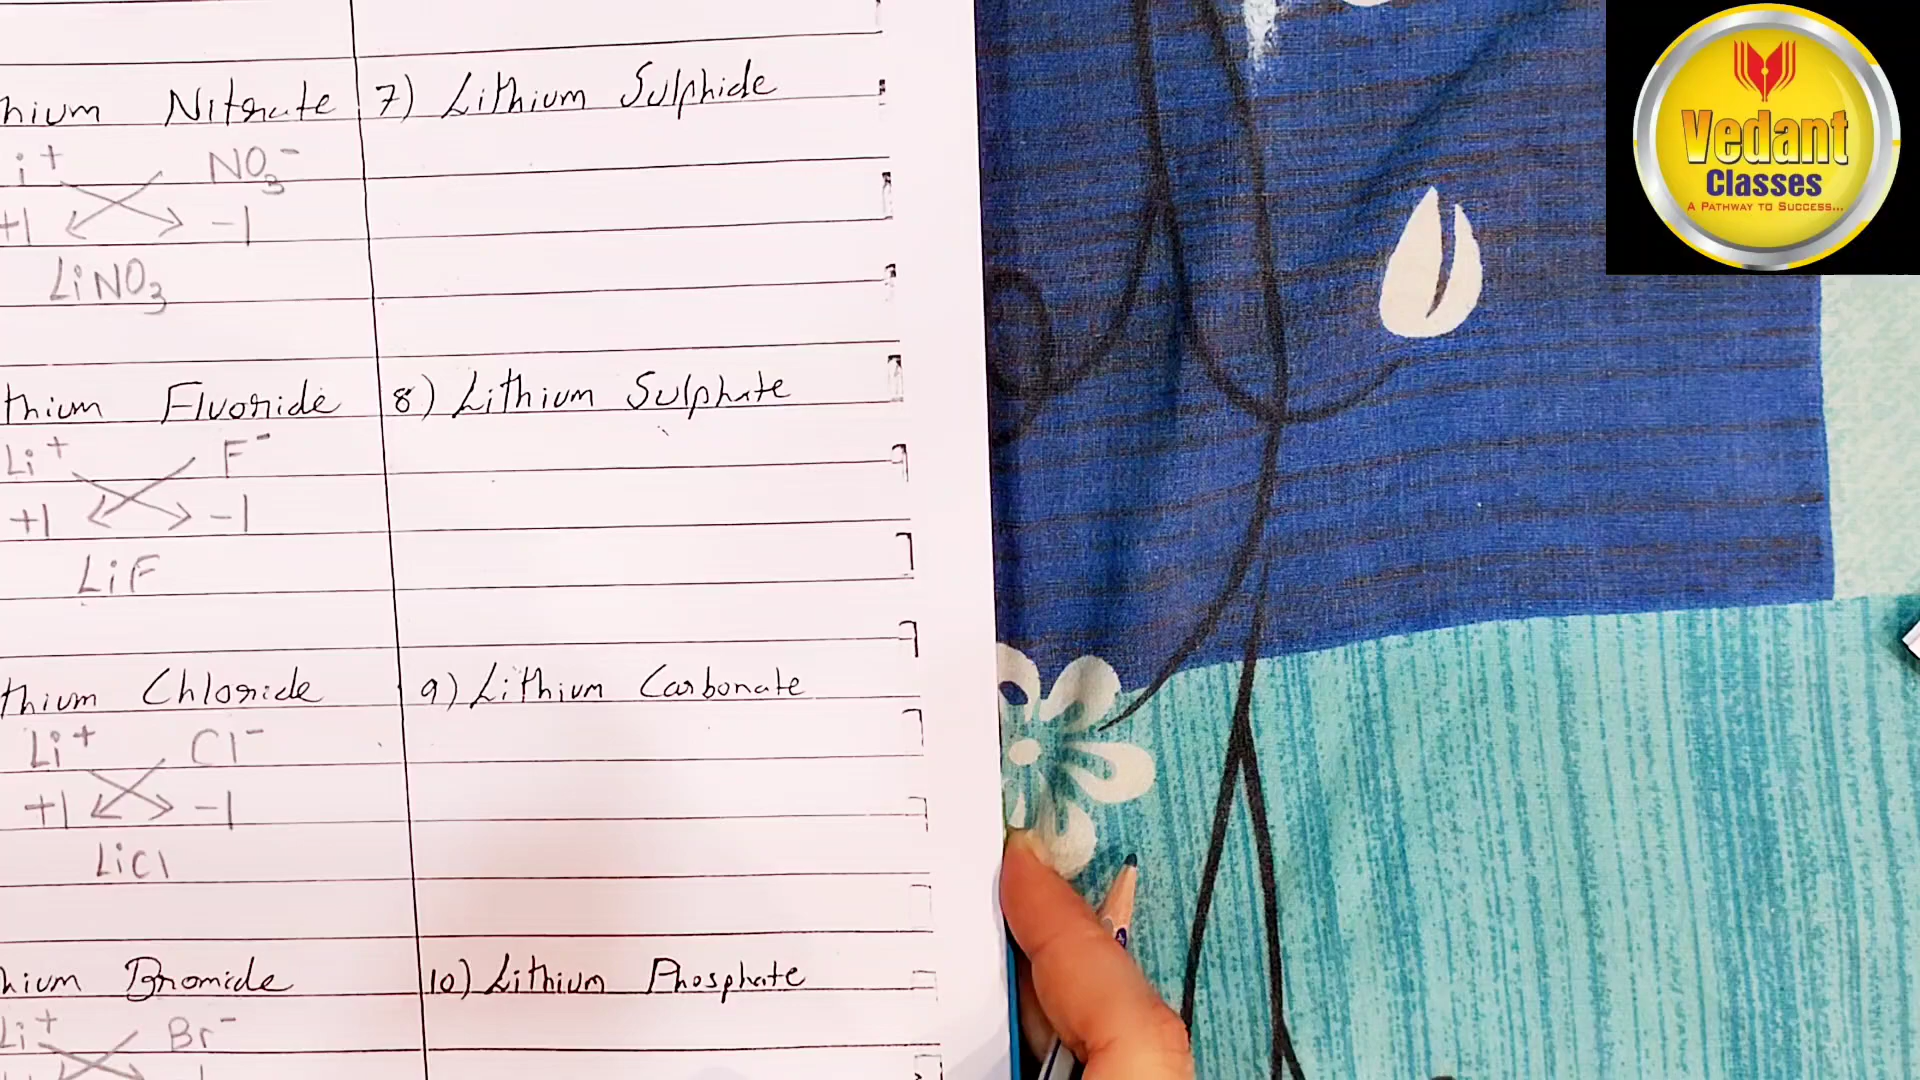 hium Nitrate
i+ NO3-
+1 -1
LiNO3
thium Fluoride
Li+ F-
+1 -1
LiF
thium Chloride
Li+ Cl-
+1 -1
LiCl
hium Bromide
Li+ Br-
7) Lithium Sulphide
8) Lithium Sulphate
9) Lithium Carbonate
10) Lithium Phosphate
Vedant
Classes
A Pathway to Success...